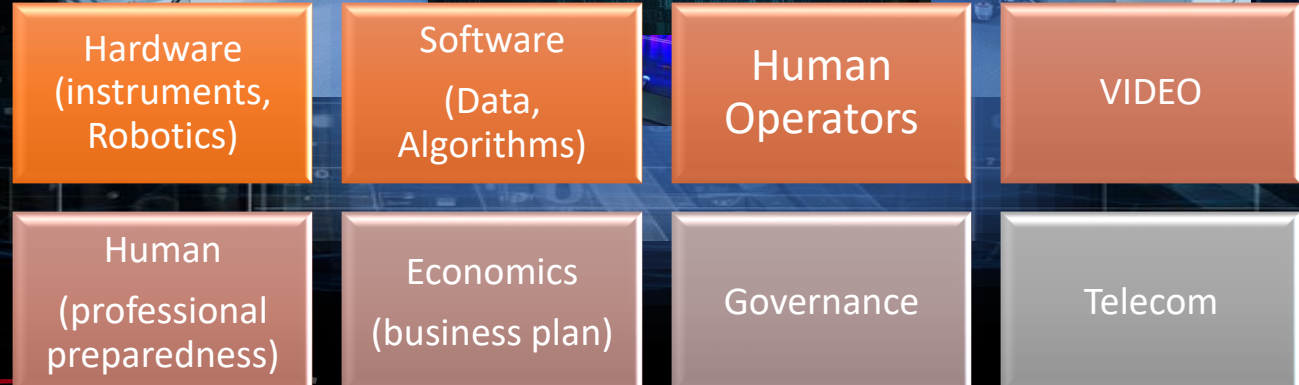 Hardware
(instruments,
Robotics)
Software
(Data,
Algorithms)
Human
Operators
VIDEO
Human
(professional
preparedness)
Economics
(business plan)
Governance
Telecom